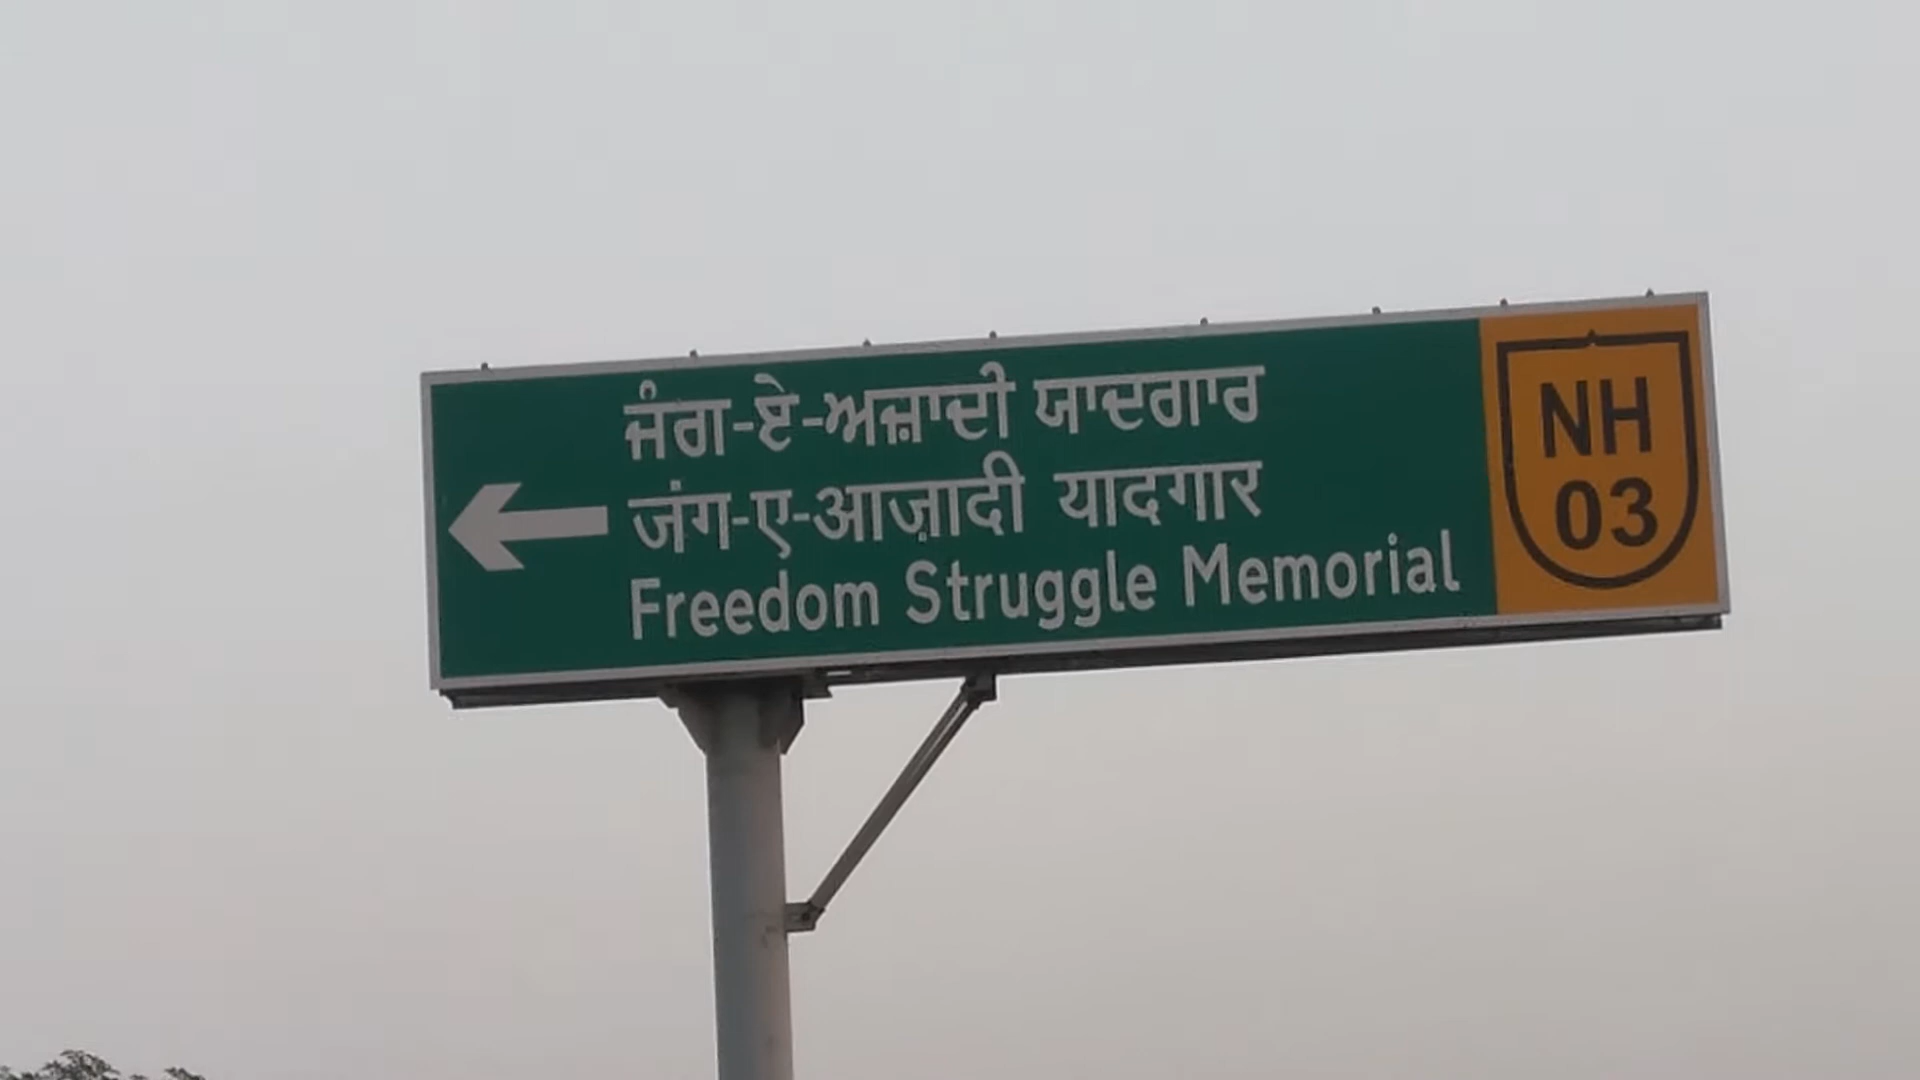 ਜੰਗ-ਏ-ਅਜ਼ਾਦੀ ਯਾਦਗਾਰ
जंग-ए-आज़ादी यादगार
Freedom Struggle Memorial
NH
03